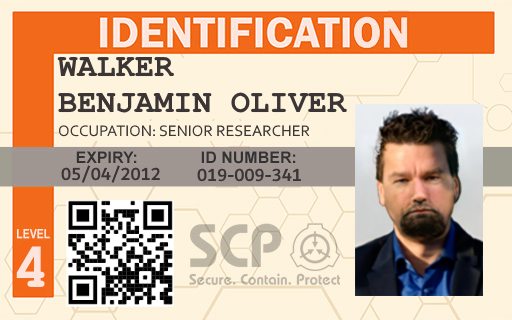 IDENTIFICATION
WALKER
BENJAMIN OLIVER
OCCUPATION: SENIOR RESEARCHER
EXPIRY: ID NUMBER:
05/04/2012 019-009-341
LEVEL
4
SCP
Secure. Contain. Protect